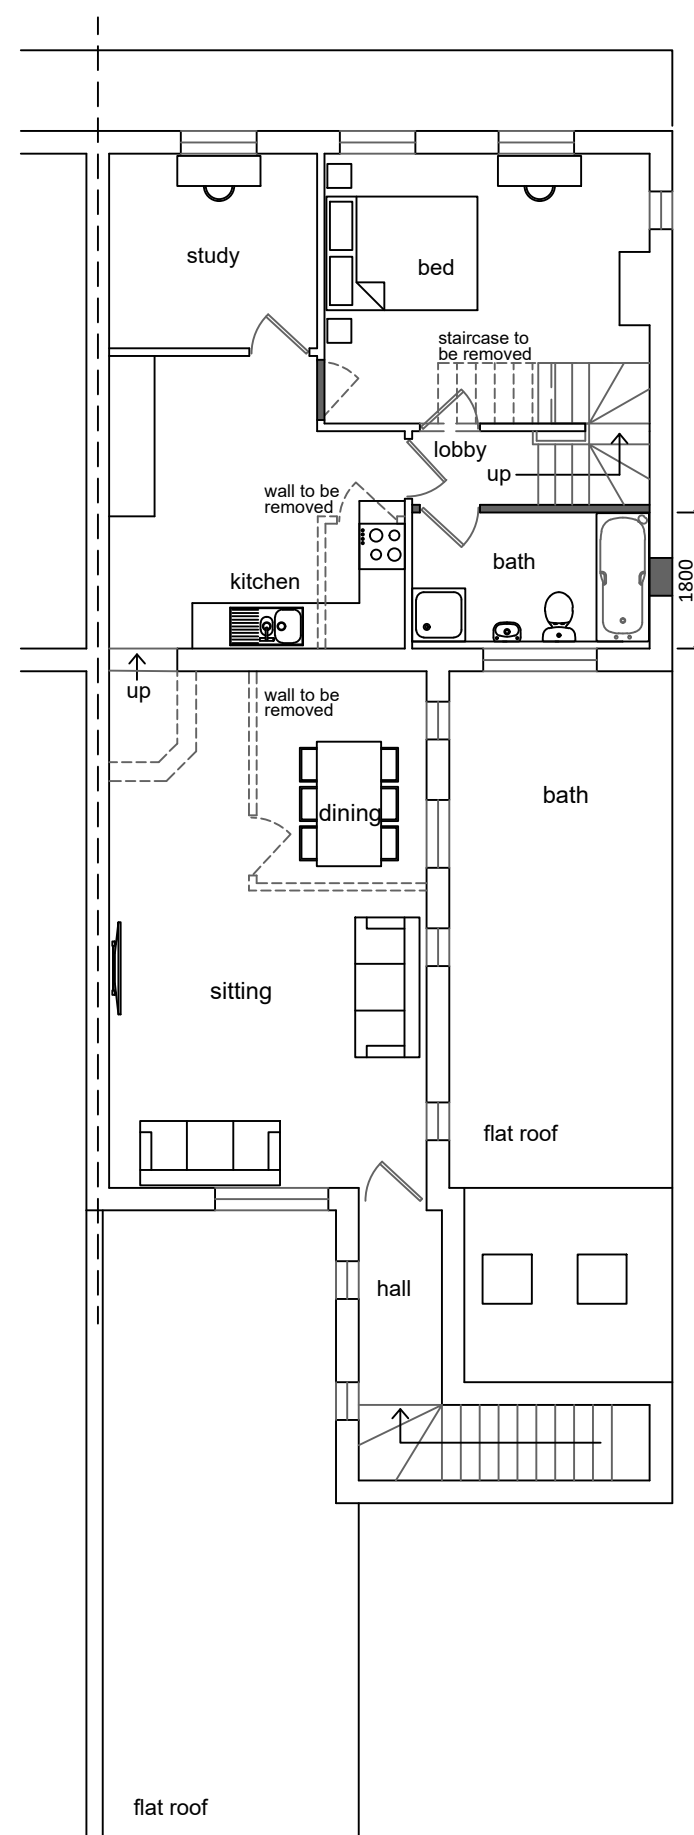 study
bed
staircase to
be removed
lobby
up
wall to be
removed
bath
kitchen
1800
up
wall to be
removed
bath
dining
sitting
flat roof
hall
flat roof